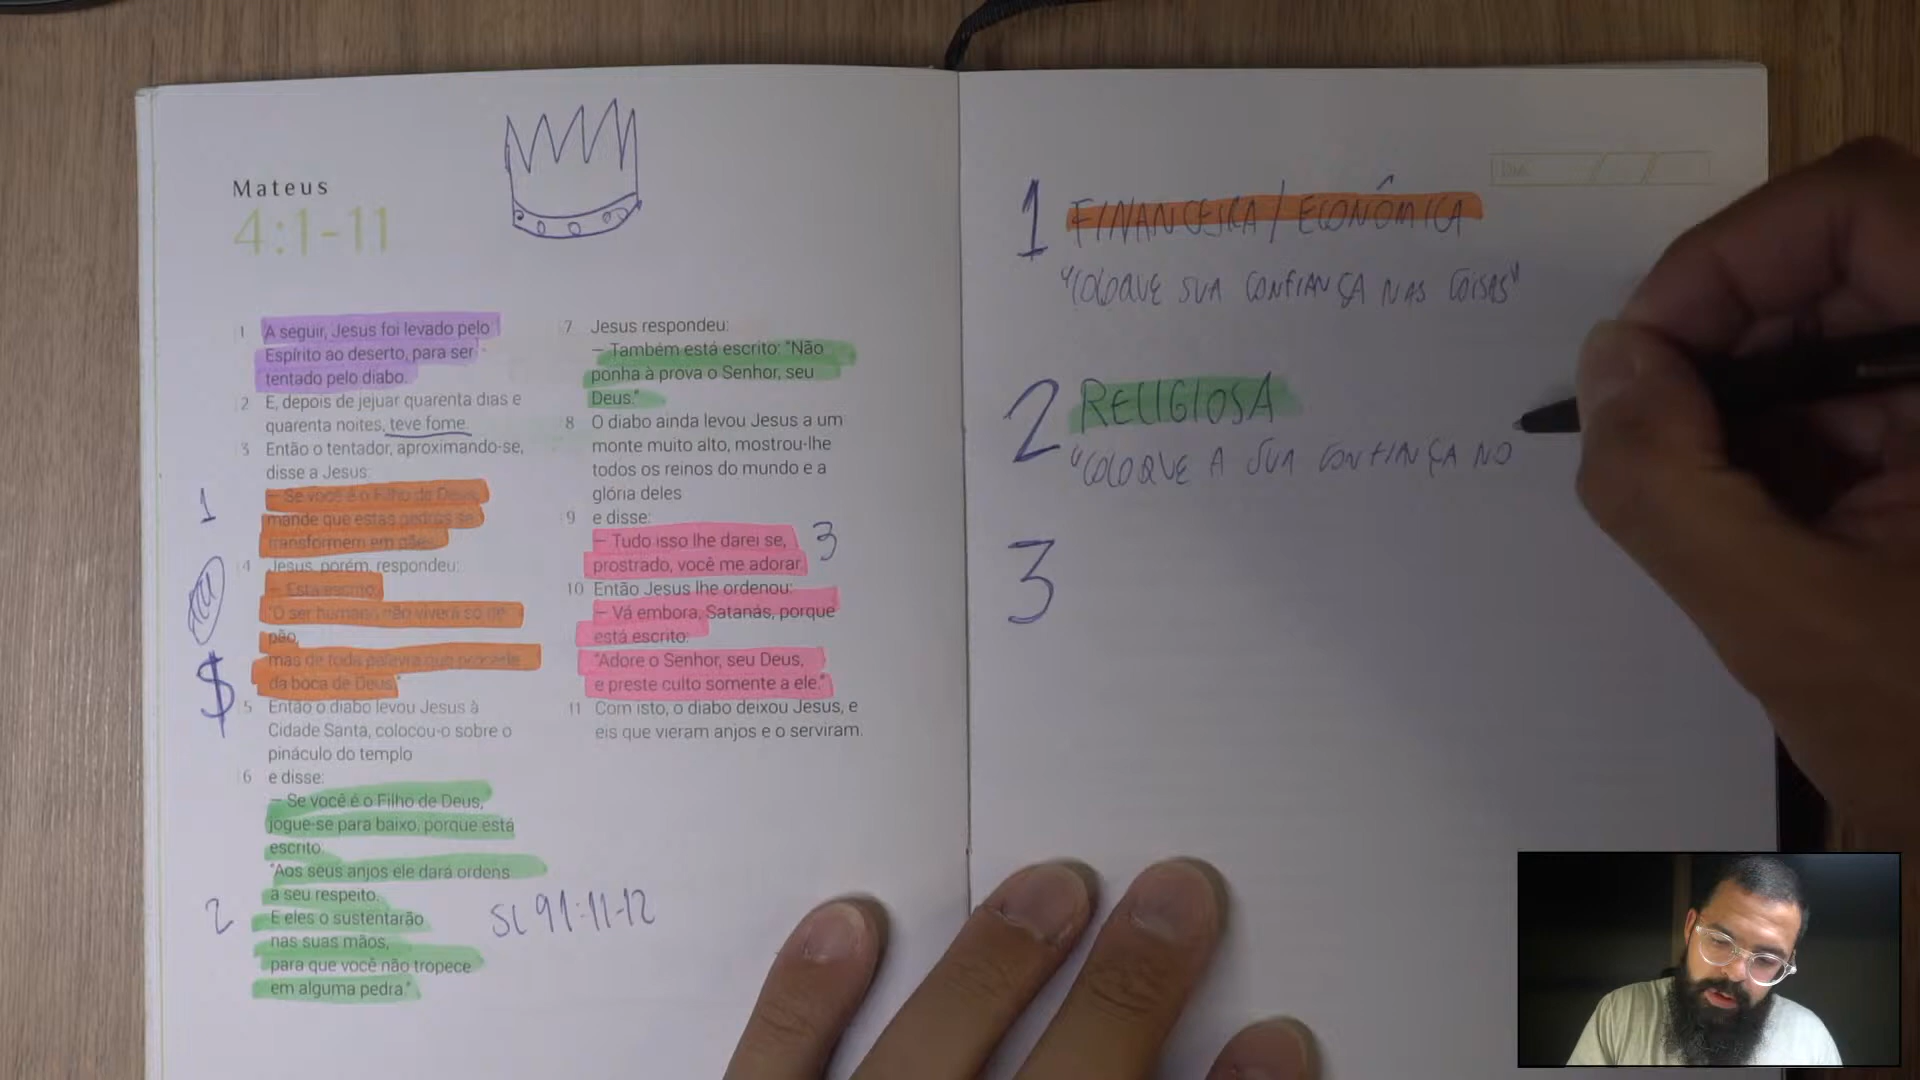 Mateus
4:1-11
1 A seguir, Jesus foi levado pelo
Espírito ao deserto, para ser
tentado pelo diabo.
2 E, depois de jejuar quarenta dias e
quarenta noites, teve fome.
3 Então o tentador, aproximando-se,
disse a Jesus:
1
— Se você é o Filho de Deus,
mande que estas pedras se
transformem em pães.
4 Jesus, porém, respondeu:
— Está escrito:
"O ser humano não viverá só de
pão,
mas de toda palavra que procede
da boca de Deus."
$
5 Então o diabo levou Jesus à
Cidade Santa, colocou-o sobre o
pináculo do templo
6 e disse:
— Se você é o Filho de Deus,
jogue-se para baixo, porque está
escrito:
"Aos seus anjos ele dará ordens
a seu respeito.
2
E eles o sustentarão
nas suas mãos,
para que você não tropece
em alguma pedra."
SL 91:11-12
7 Jesus respondeu:
— Também está escrito: "Não
ponha à prova o Senhor, seu
Deus."
8 O diabo ainda levou Jesus a um
monte muito alto, mostrou-lhe
todos os reinos do mundo e a
glória deles
9 e disse:
— Tudo isso lhe darei se,
prostrado, você me adorar.
3
10 Então Jesus lhe ordenou:
— Vá embora, Satanás, porque
está escrito:
"Adore o Senhor, seu Deus,
e preste culto somente a ele."
11 Com isto, o diabo deixou Jesus, e
eis que vieram anjos e o serviram.
1 FINANCEIRA / ECONÔMICA
"COLOQUE SUA CONFIANÇA NAS COISAS"
2 RELIGIOSA
"COLOQUE A SUA CONFIANÇA NO
3